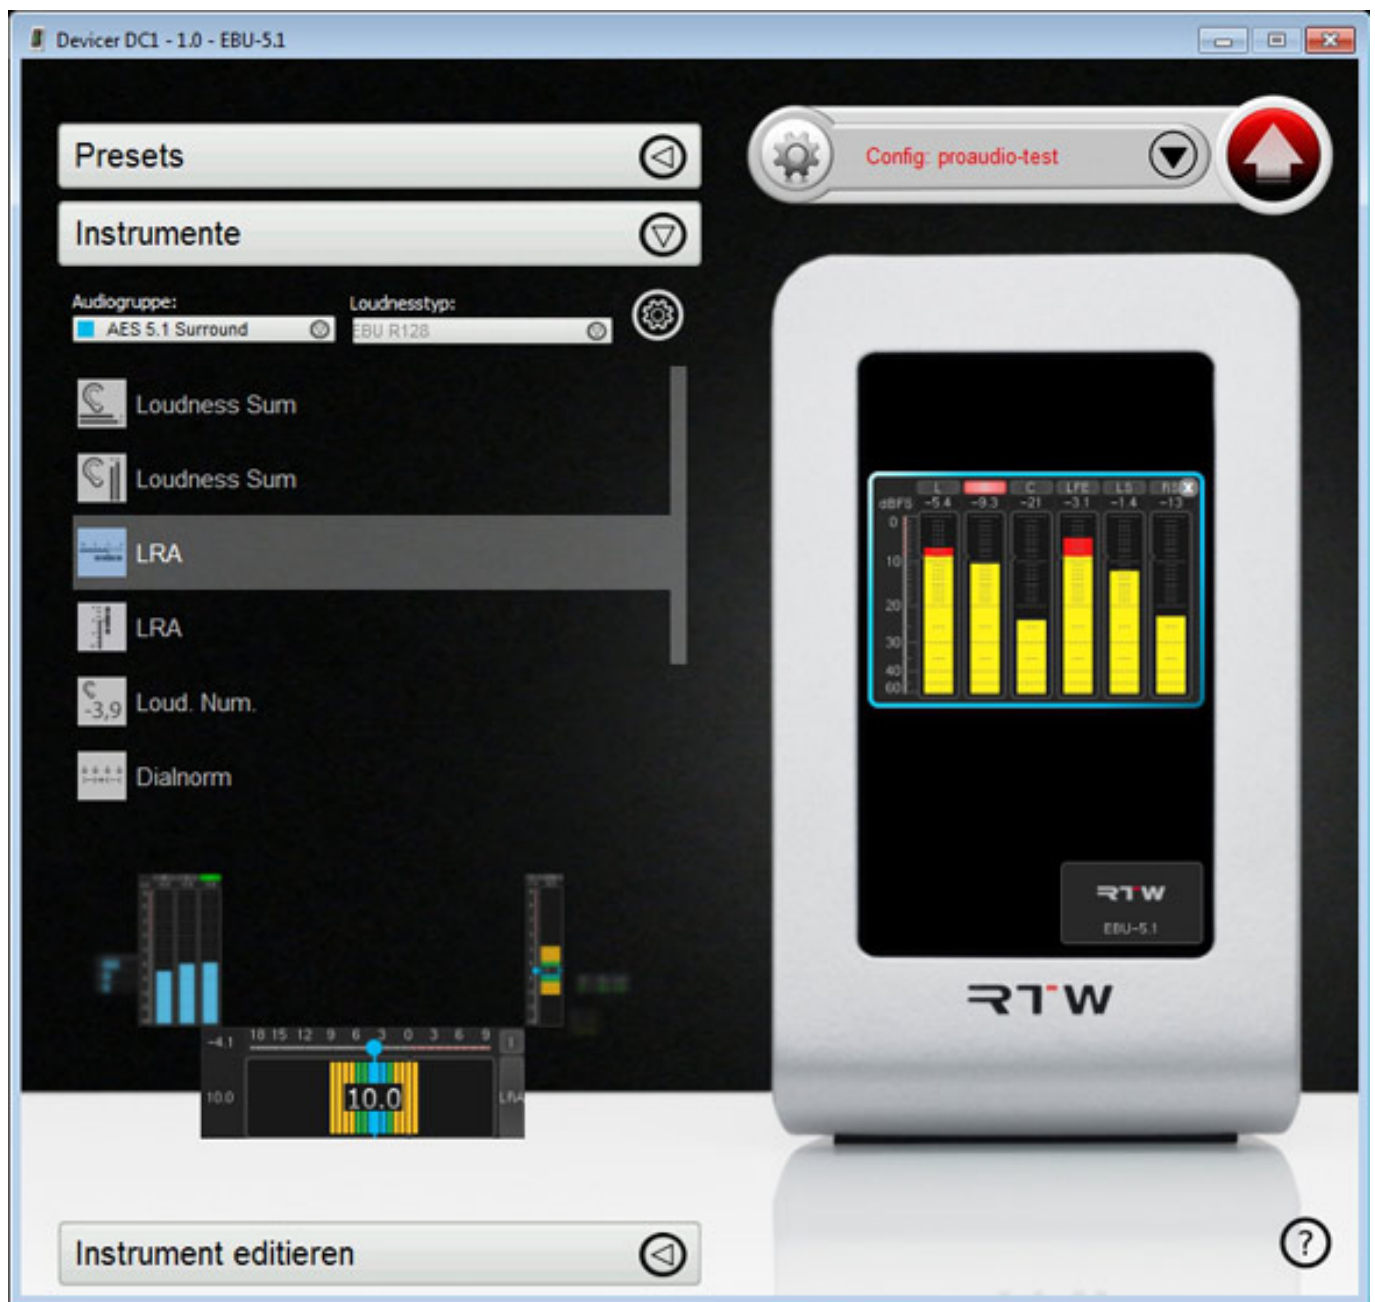 Devicer DC1 - 1.0 - EBU-5.1
Presets
Config: proaudio-test
Instrumente
Audiogruppe:
Loudnesstyp:
AES 5.1 Surround
EBU R128
Loudness Sum
Loudness Sum
LRA
LRA
-3,9 Loud. Num.
Dialnorm
L C LFE LS RS
dBFS -5.4 -9.3 -21 -3.1 -1.4 -13
0
10
20
30
40
60
RTW
EBU-5.1
RTW
-4.1 18 15 12 9 6 3 0 3 6 9 I
10.0 10.0 LRA
Instrument editieren
?